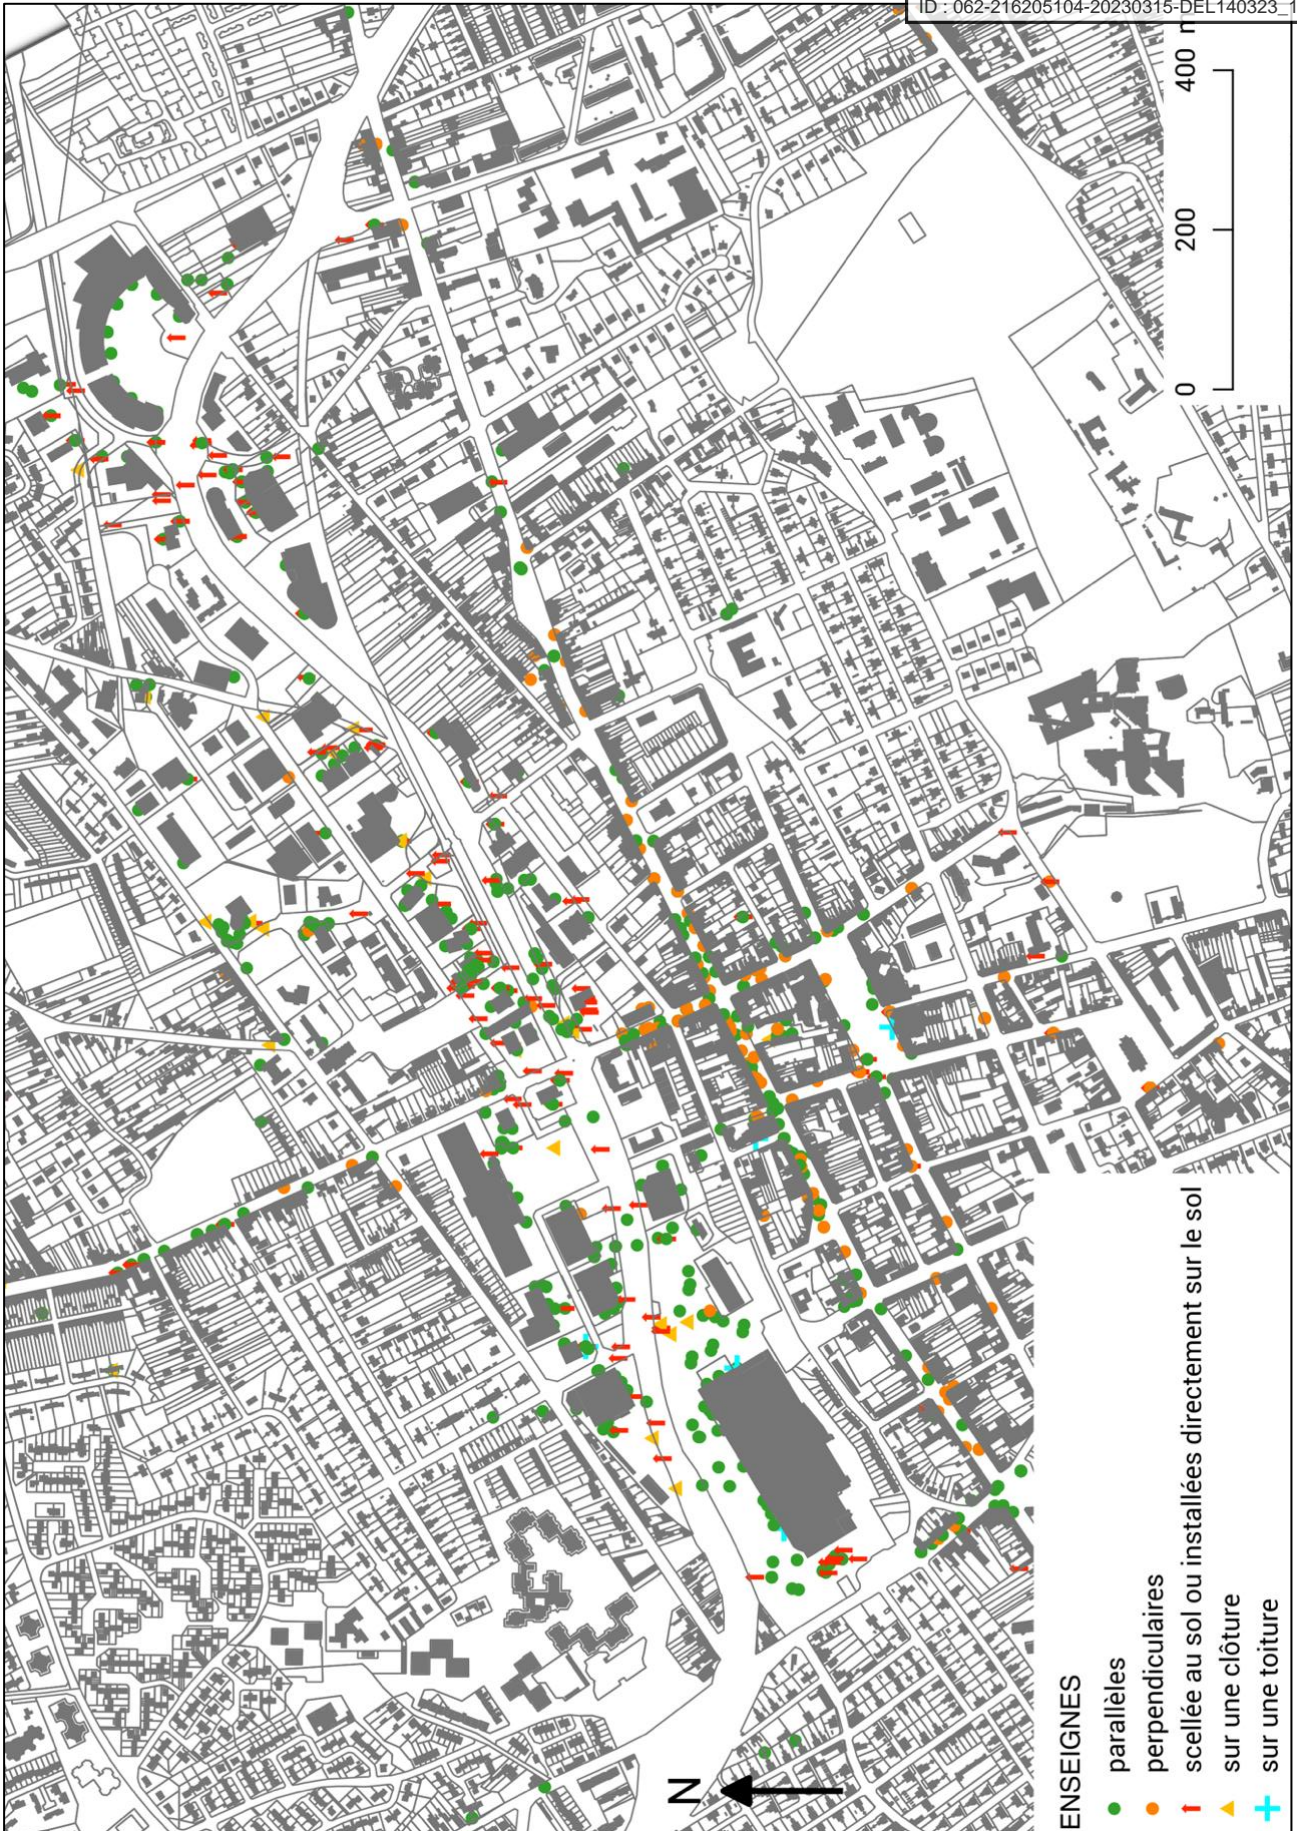 ID : 062-216205104-20230315-DEL140323_1
ENSEIGNES
parallèles
perpendiculaires
scellée au sol ou installées directement sur le sol
sur une clôture
sur une toiture
N
0 200 400 m